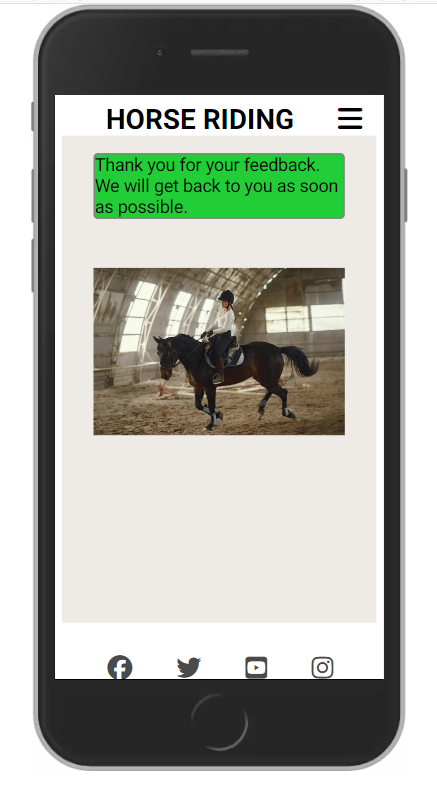 HORSE RIDING
Thank you for your feedback.
We will get back to you as soon
as possible.